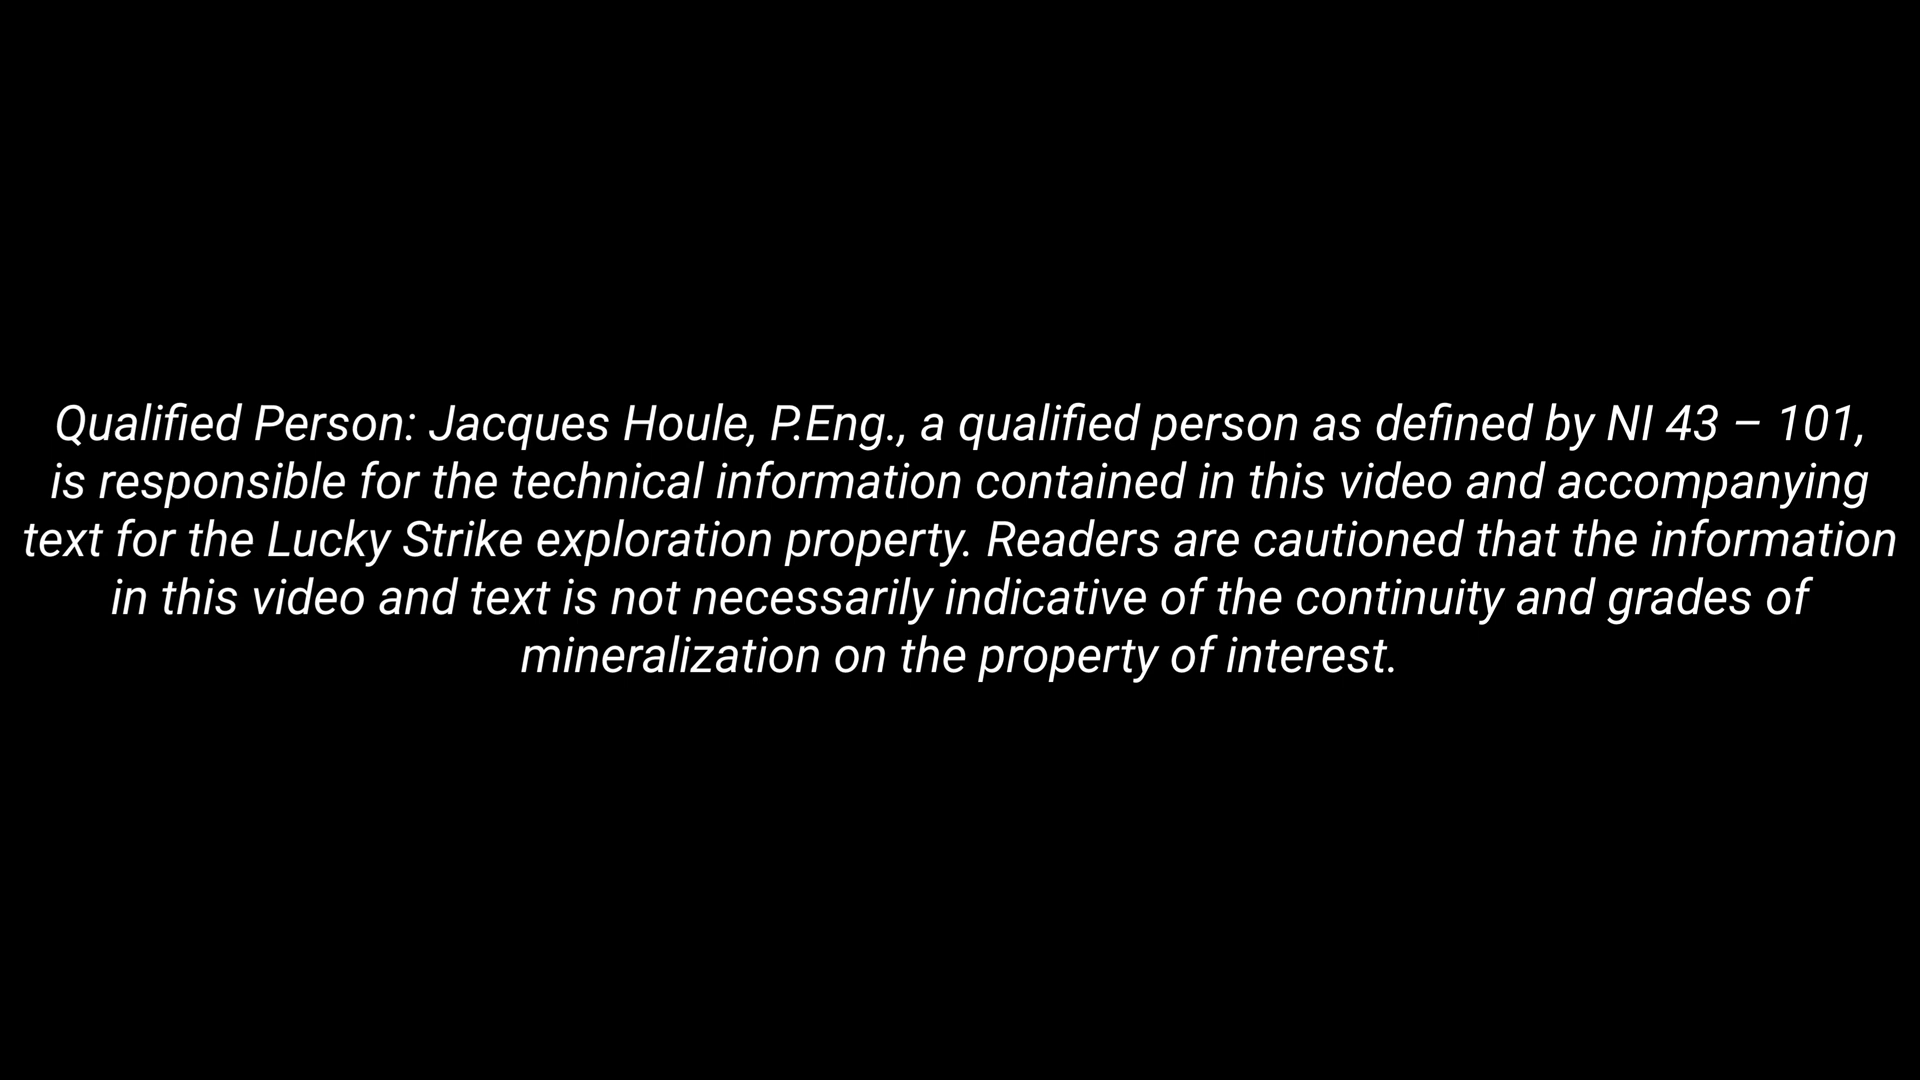 Qualified Person: Jacques Houle, P.Eng., a qualified person as defined by NI 43 – 101,
is responsible for the technical information contained in this video and accompanying
text for the Lucky Strike exploration property. Readers are cautioned that the information
in this video and text is not necessarily indicative of the continuity and grades of
mineralization on the property of interest.